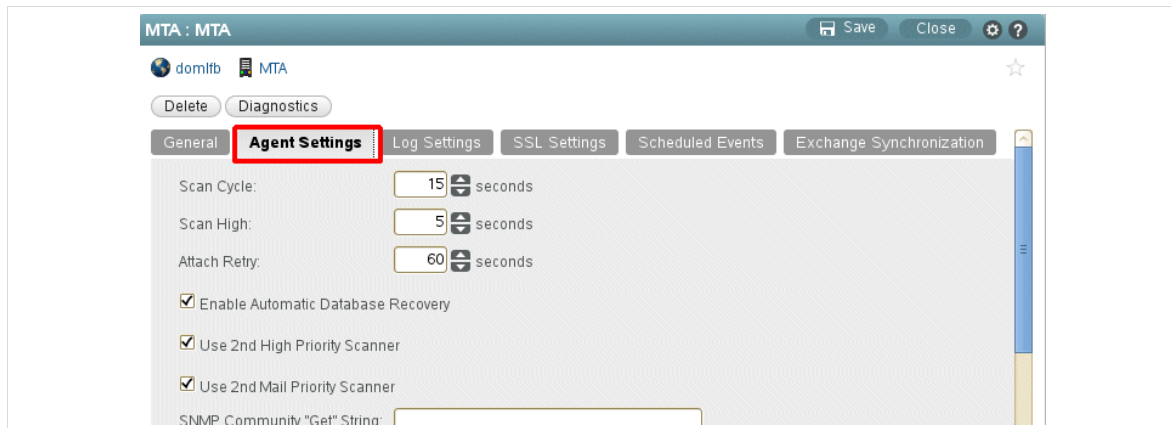 MTA : MTA Save Close ?
domlfb MTA
Delete Diagnostics
General Agent Settings Log Settings SSL Settings Scheduled Events Exchange Synchronization
Scan Cycle: 15 seconds
Scan High: 5 seconds
Attach Retry: 60 seconds
Enable Automatic Database Recovery
Use 2nd High Priority Scanner
Use 2nd Mail Priority Scanner
SNMP Community "Get" String: